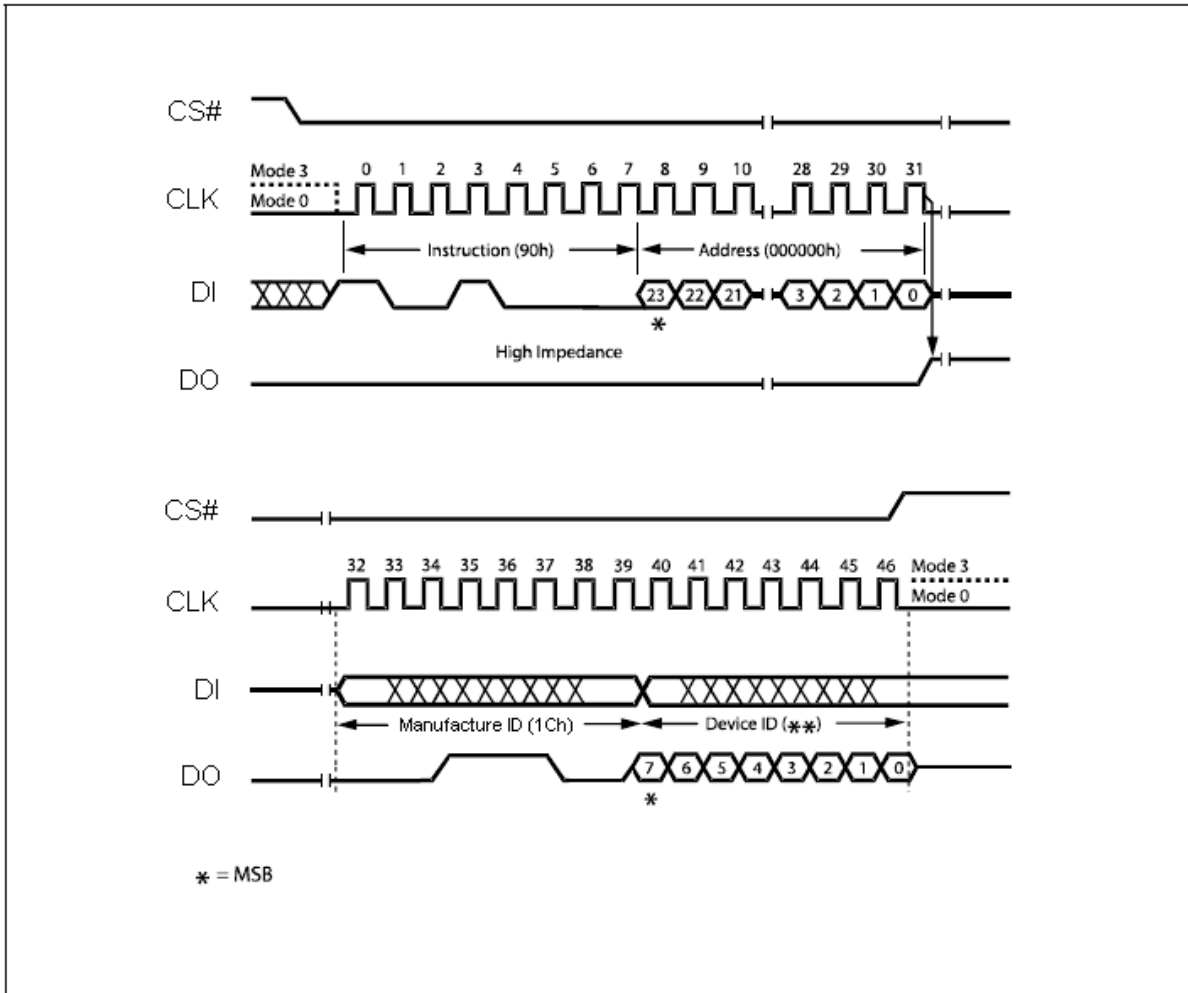 CS#
Mode 3 0 1 2 3 4 5 6 7 8 9 10 28 29 30 31
CLK Mode 0
Instruction (90h) Address (000000h)
DI 23 22 21 3 2 1 0
*
High Impedance
DO
CS#
32 33 34 35 36 37 38 39 40 41 42 43 44 45 46 Mode 3
CLK Mode 0
DI
Manufacture ID (1Ch) Device ID (**)
DO 7 6 5 4 3 2 1 0
*
* = MSB